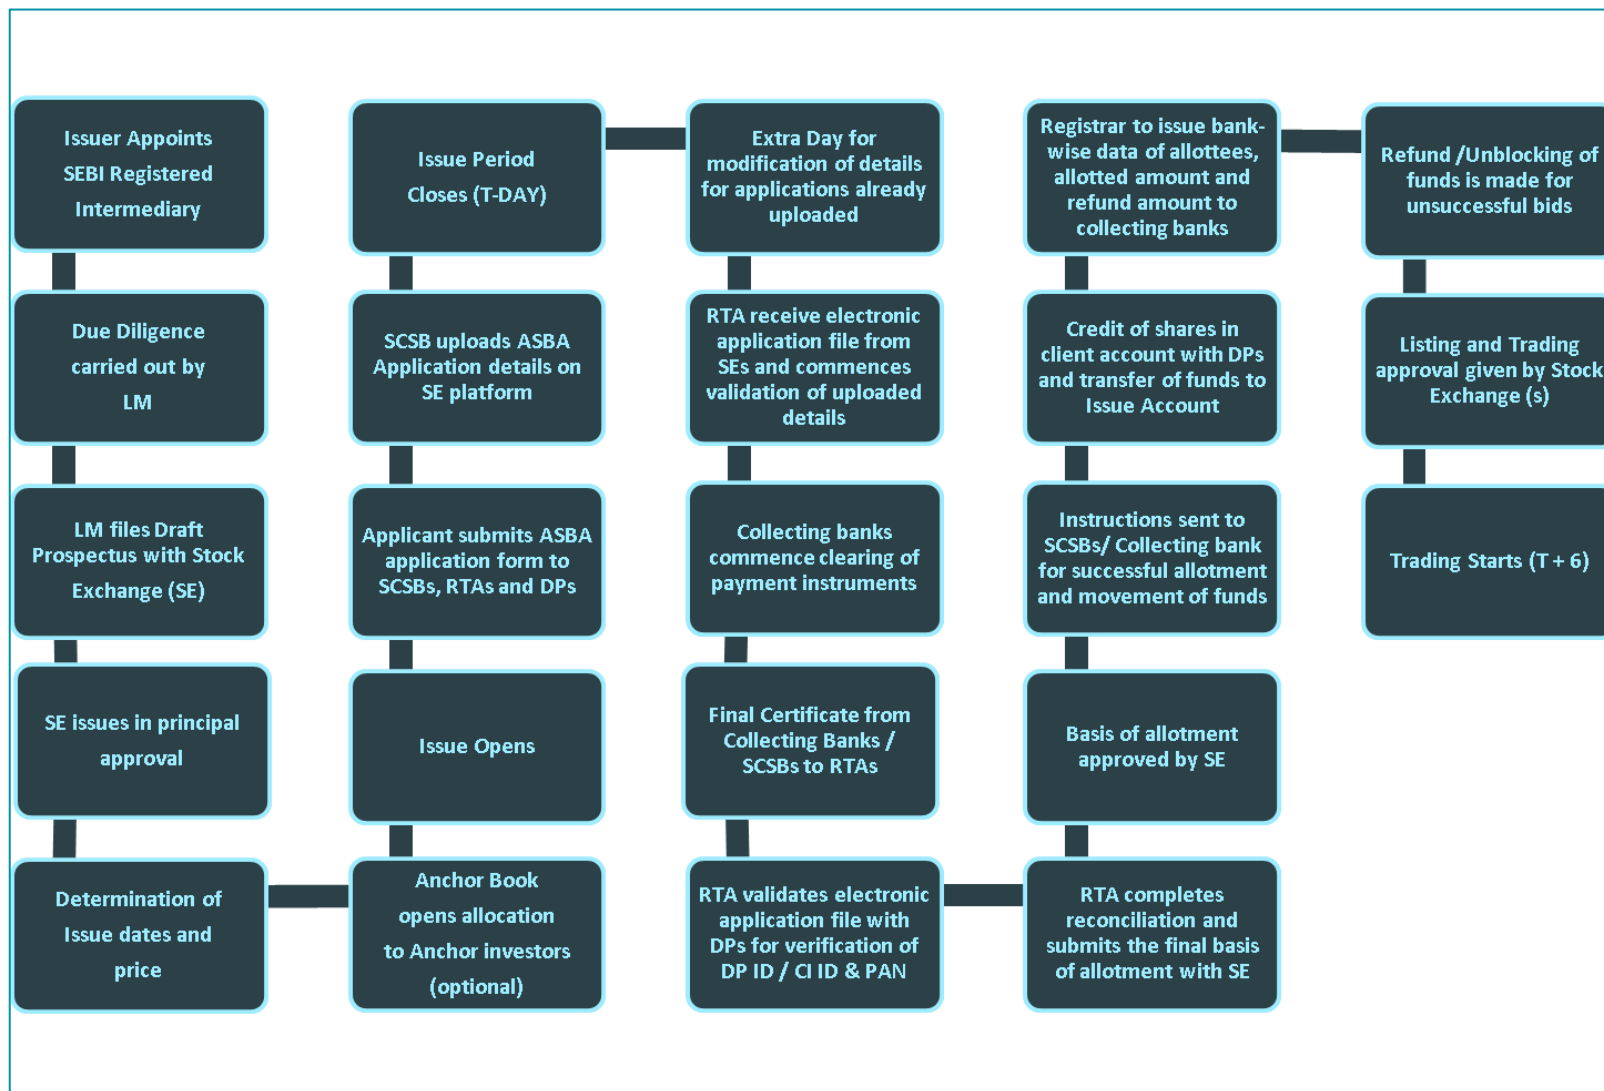 Issuer Appoints
SEBI Registered
Intermediary
Due Diligence
carried out by
LM
LM files Draft
Prospectus with Stock
Exchange (SE)
SE issues in principal
approval
Determination of
Issue dates and
price
Anchor Book
opens allocation
to Anchor investors
(optional)
Issue Opens
Applicant submits ASBA
application form to
SCSBs, RTAs and DPs
SCSB uploads ASBA
Application details on
SE platform
Issue Period
Closes (T-DAY)
Extra Day for
modification of details
for applications already
uploaded
RTA receive electronic
application file from
SEs and commences
validation of uploaded
details
Collecting banks
commence clearing of
payment instruments
Final Certificate from
Collecting Banks /
SCSBs to RTAs
RTA validates electronic
application file with
DPs for verification of
DP ID / CI ID & PAN
RTA completes
reconciliation and
submits the final basis
of allotment with SE
Basis of allotment
approved by SE
Instructions sent to
SCSBs/ Collecting bank
for successful allotment
and movement of funds
Credit of shares in
client account with DPs
and transfer of funds to
Issue Account
Registrar to issue bank-
wise data of allottees,
allotted amount and
refund amount to
collecting banks
Refund /Unblocking of
funds is made for
unsuccessful bids
Listing and Trading
approval given by Stock
Exchange (s)
Trading Starts (T + 6)